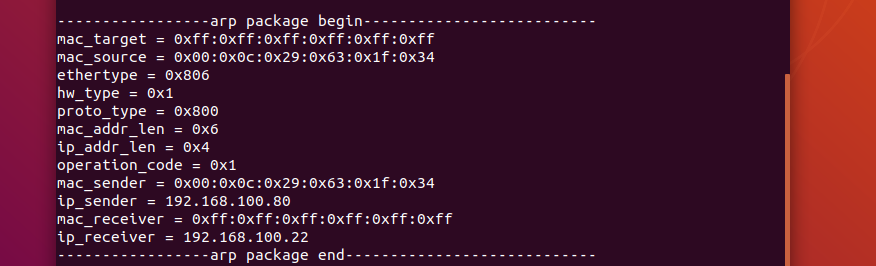 -----------------arp package begin--------------------------
mac_target = 0xff:0xff:0xff:0xff:0xff:0xff
mac_source = 0x00:0x0c:0x29:0x63:0x1f:0x34
ethertype = 0x806
hw_type = 0x1
proto_type = 0x800
mac_addr_len = 0x6
ip_addr_len = 0x4
operation_code = 0x1
mac_sender = 0x00:0x0c:0x29:0x63:0x1f:0x34
ip_sender = 192.168.100.80
mac_receiver = 0xff:0xff:0xff:0xff:0xff:0xff
ip_receiver = 192.168.100.22
-----------------arp package end----------------------------